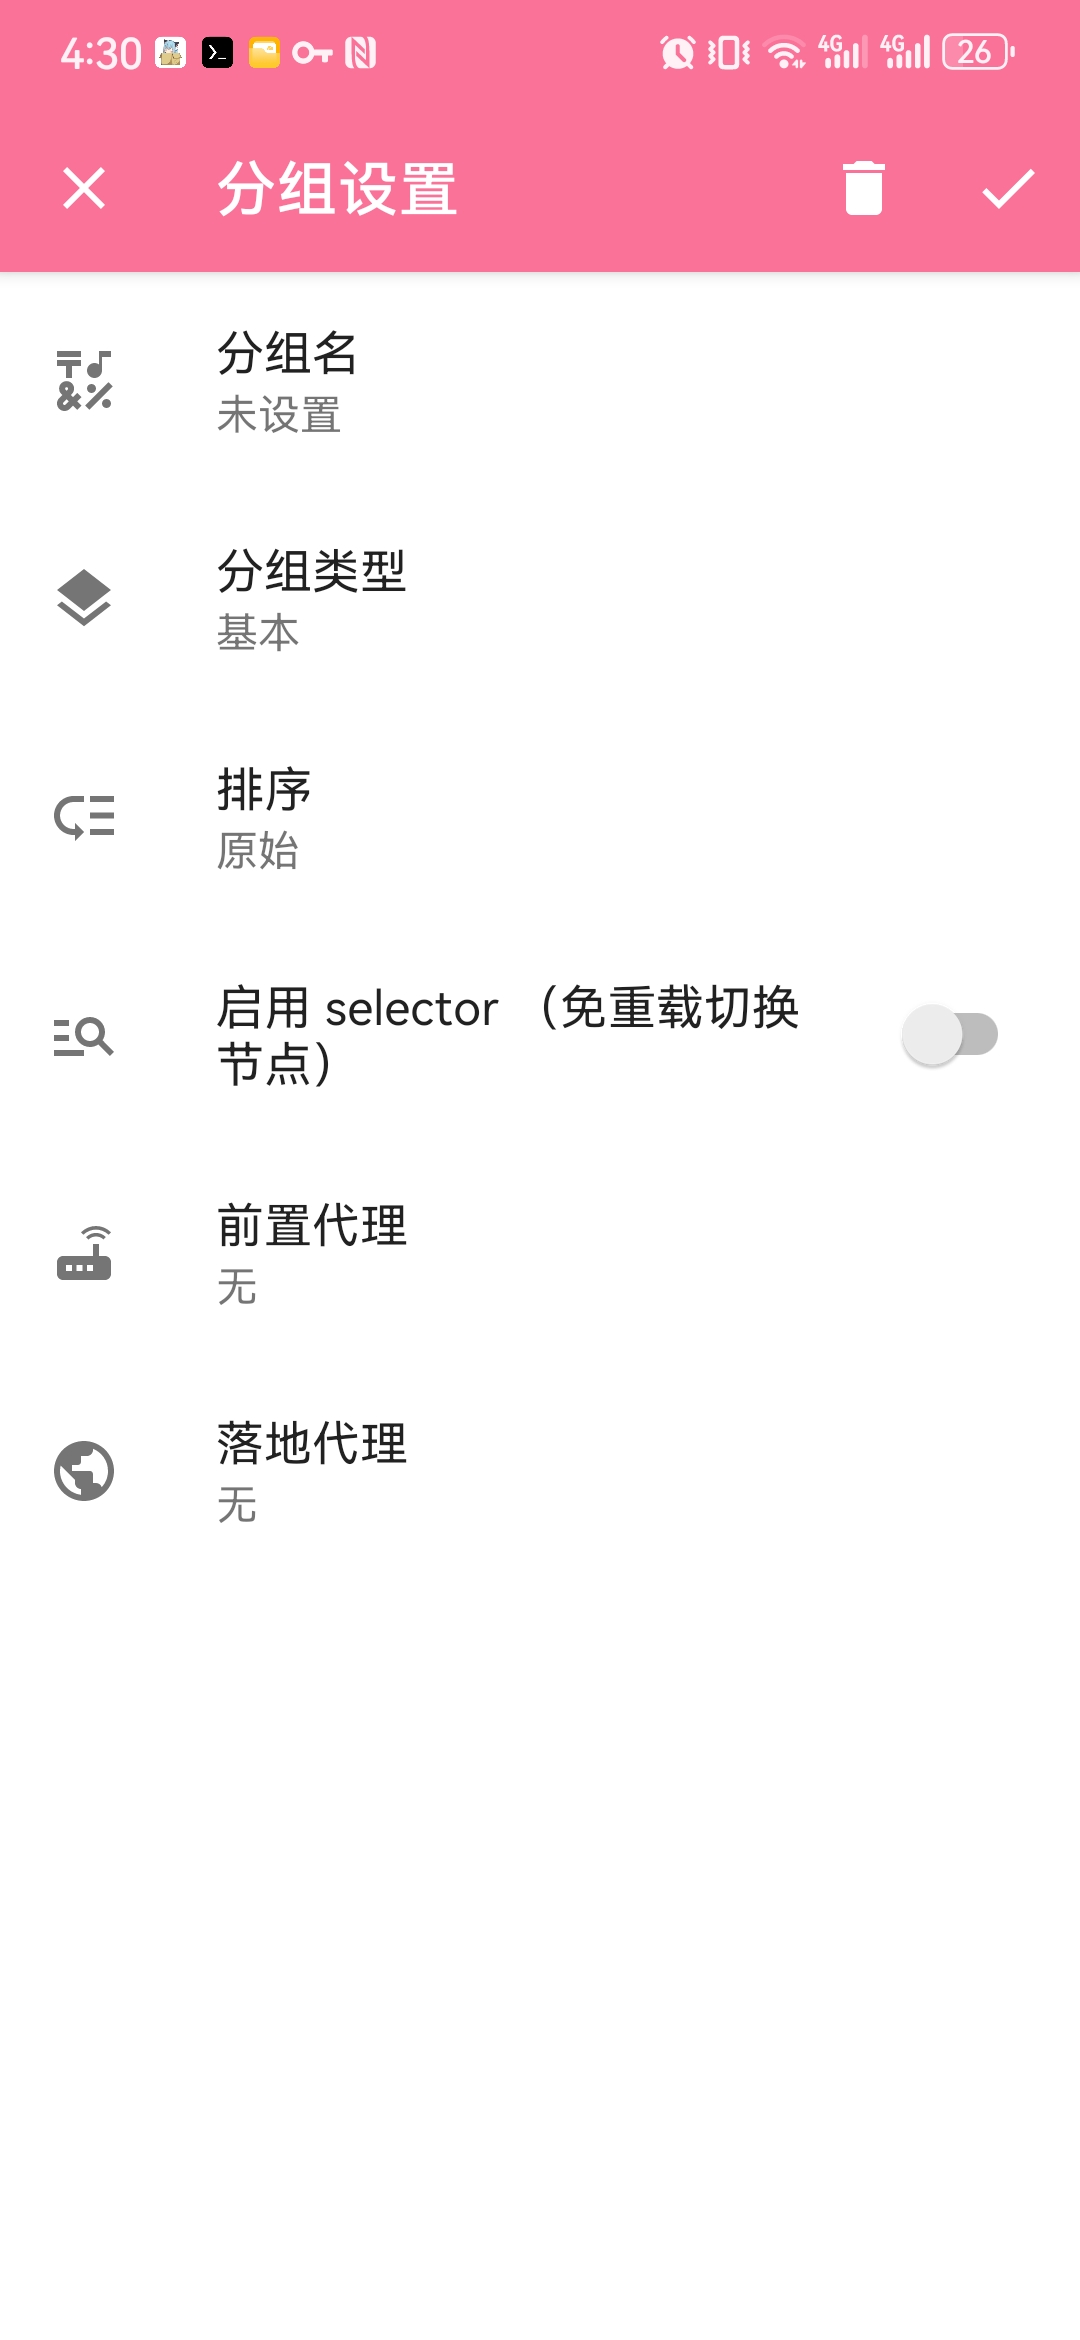 4:30
4G
4G
26
分组设置
分组名
未设置
分组类型
基本
排序
原始
启用 selector （免重载切换
节点）
前置代理
无
落地代理
无